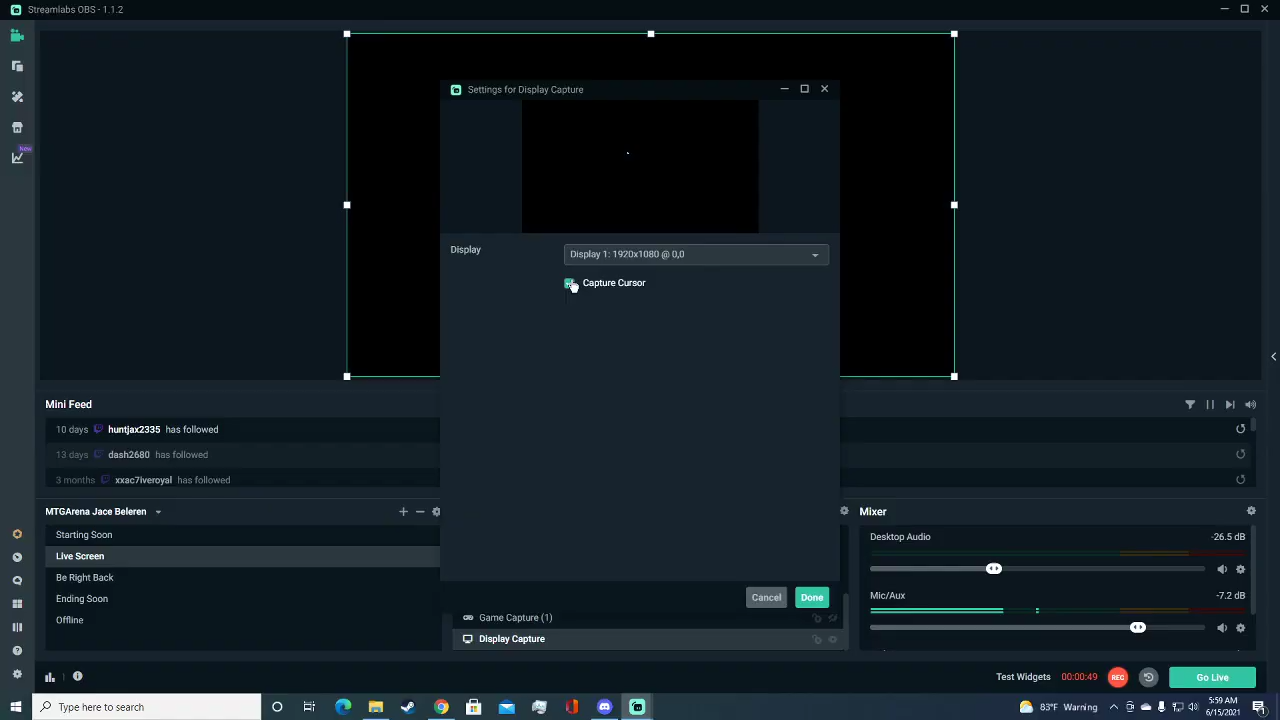 Streamlabs OBS - 1.1.2
New
Settings for Display Capture
Display
Display 1: 1920x1080 @ 0,0
Capture Cursor
Cancel
Done
Mini Feed
10 days huntjax2335 has followed
13 days dash2680 has followed
3 months xxac7iveroyal has followed
MTGArena Jace Beleren
Starting Soon
Live Screen
Be Right Back
Ending Soon
Offline
Game Capture (1)
Display Capture
Mixer
Desktop Audio -26.5 dB
Mic/Aux -7.2 dB
Test Widgets 00:00:49 REC Go Live
Type here to search
83°F Warning
5:59 AM
6/15/2021